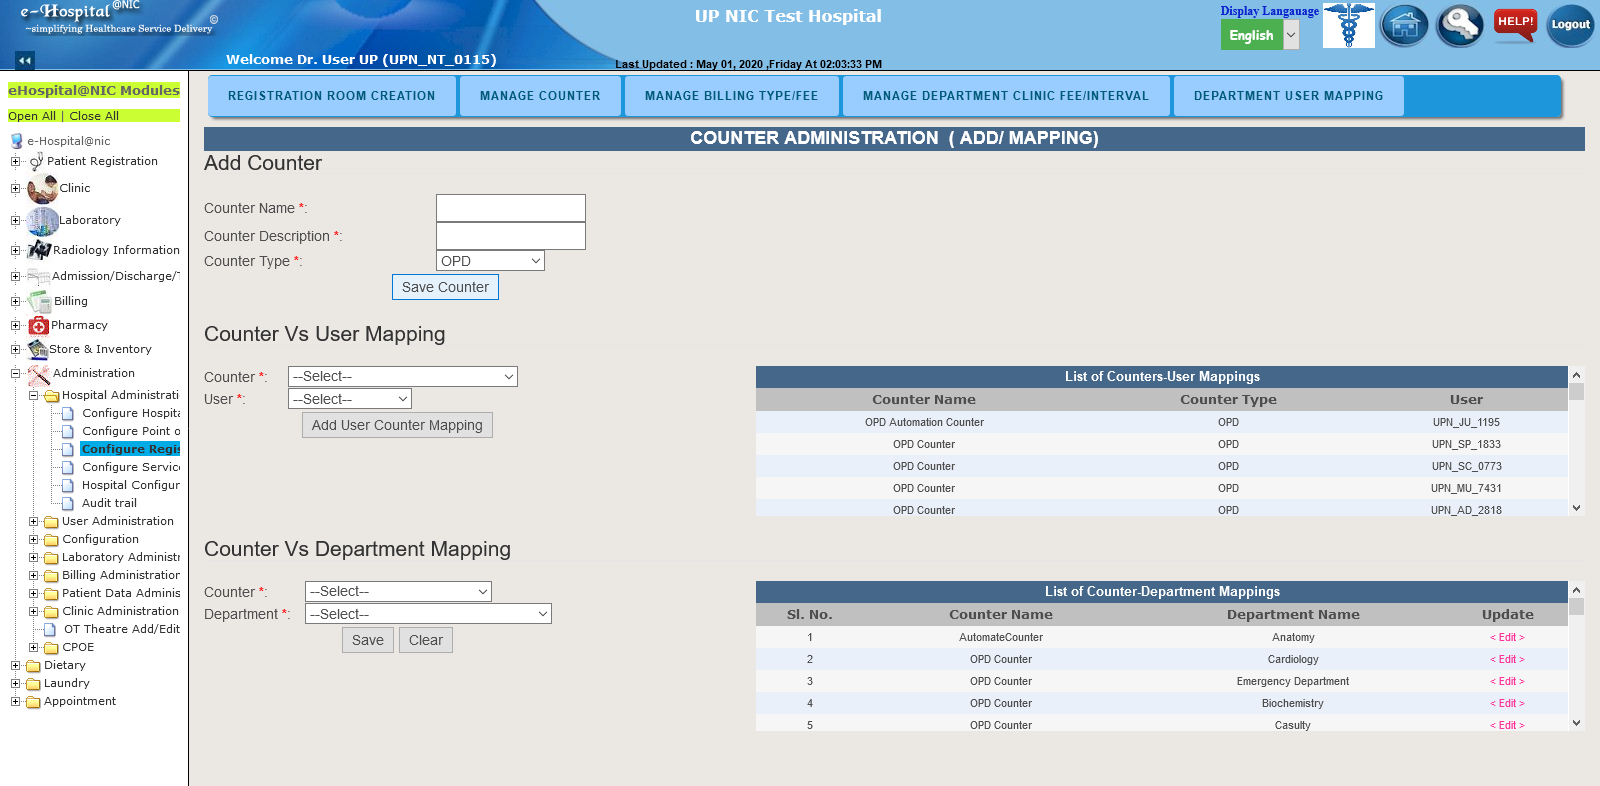 e-Hospital@NIC ©
~simplifying Healthcare Service Delivery
UP NIC Test Hospital
Display Langauage
English
HELP!
Logout
Welcome Dr. User UP (UPN_NT_0115)
Last Updated : May 01, 2020 ,Friday At 02:03:33 PM
eHospital@NIC Modules
Open All | Close All
e-Hospital@nic
Patient Registration
Clinic
Laboratory
Radiology Information
Admission/Discharge/T
Billing
Pharmacy
Store & Inventory
Administration
Hospital Administrati
Configure Hospita
Configure Point o
Configure Regis
Configure Service
Hospital Configur
Audit trail
User Administration
Configuration
Laboratory Administr
Billing Administration
Patient Data Adminis
Clinic Administration
OT Theatre Add/Edit
CPOE
Dietary
Laundry
Appointment
REGISTRATION ROOM CREATION
MANAGE COUNTER
MANAGE BILLING TYPE/FEE
MANAGE DEPARTMENT CLINIC FEE/INTERVAL
DEPARTMENT USER MAPPING
COUNTER ADMINISTRATION ( ADD/ MAPPING)
Add Counter
Counter Name *:
Counter Description *:
Counter Type *: OPD
Save Counter
Counter Vs User Mapping
Counter *: --Select--
User *: --Select--
Add User Counter Mapping
List of Counters-User Mappings
Counter Name Counter Type User
OPD Automation Counter OPD UPN_JU_1195
OPD Counter OPD UPN_SP_1833
OPD Counter OPD UPN_SC_0773
OPD Counter OPD UPN_MU_7431
OPD Counter OPD UPN_AD_2818
Counter Vs Department Mapping
Counter *: --Select--
Department *: --Select--
Save Clear
List of Counter-Department Mappings
Sl. No. Counter Name Department Name Update
1 AutomateCounter Anatomy < Edit >
2 OPD Counter Cardiology < Edit >
3 OPD Counter Emergency Department < Edit >
4 OPD Counter Biochemistry < Edit >
5 OPD Counter Casulty < Edit >